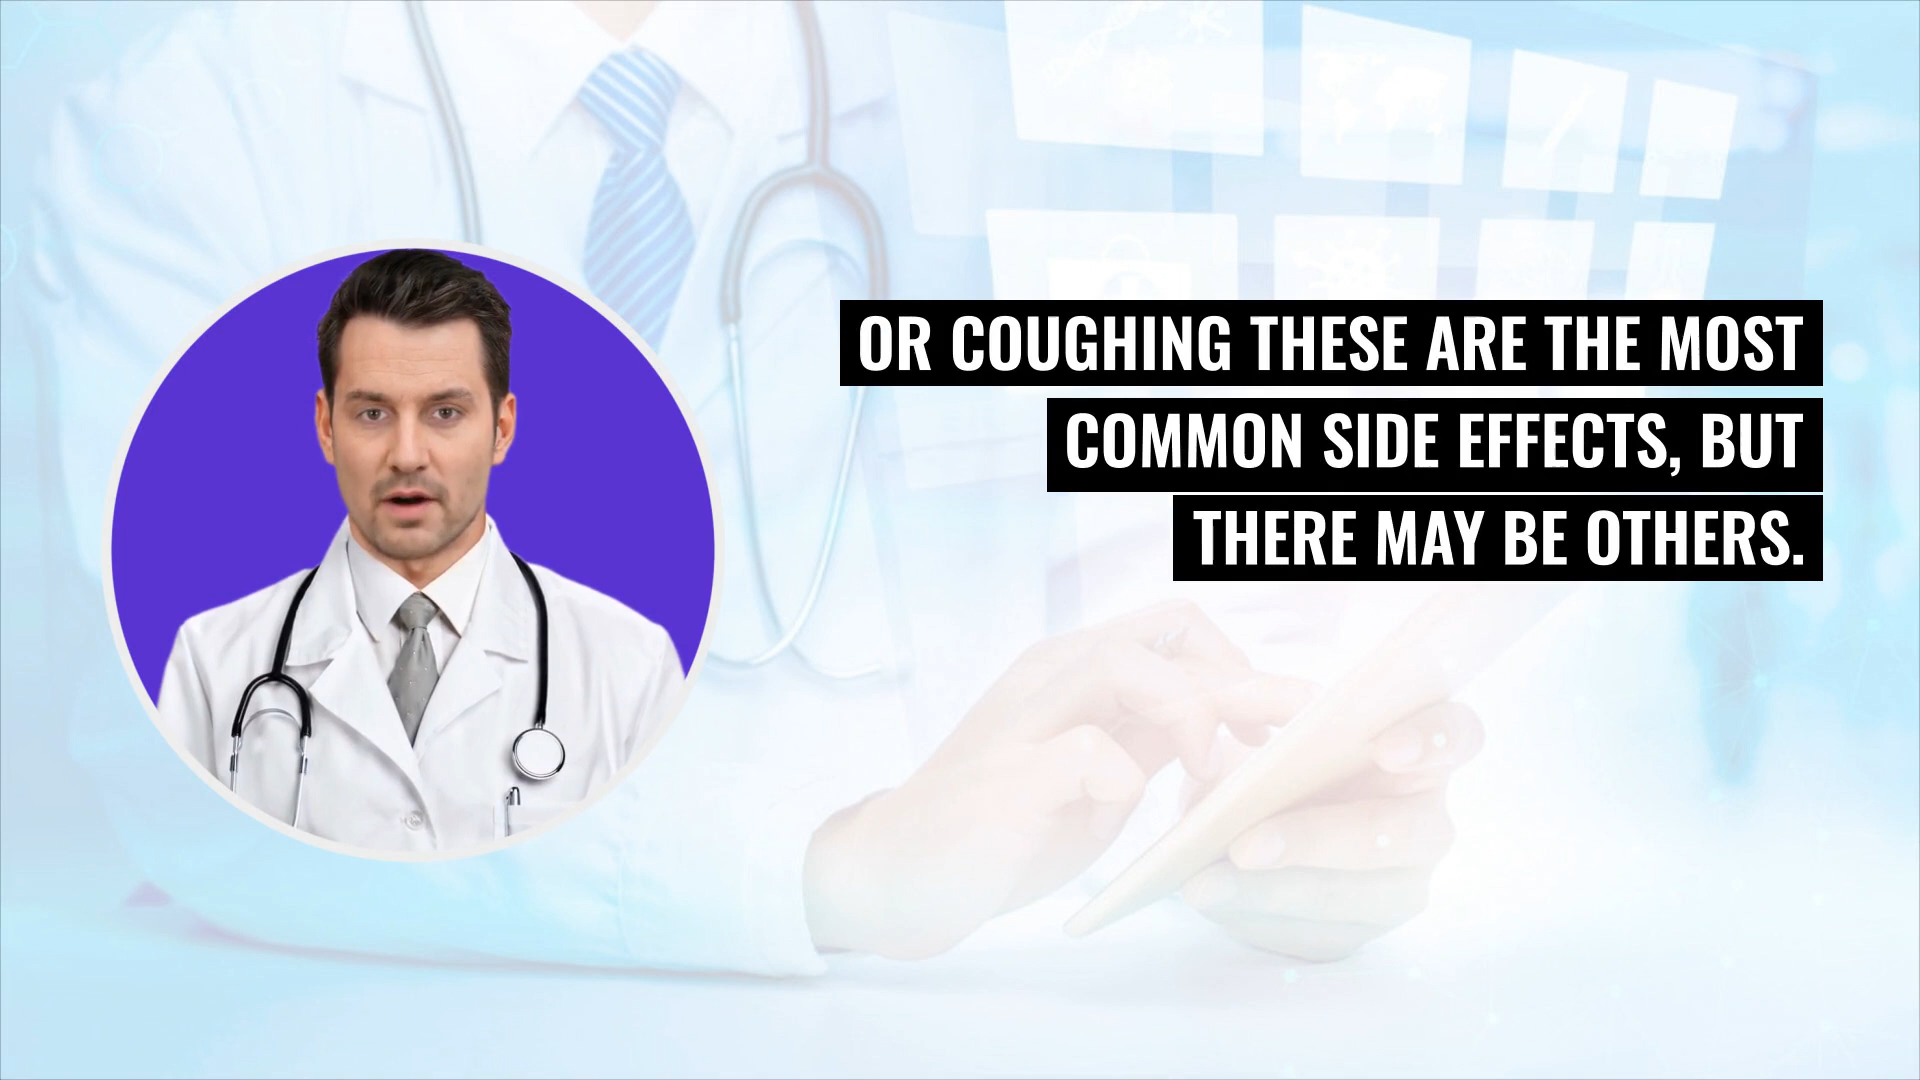 OR COUGHING THESE ARE THE MOST
COMMON SIDE EFFECTS, BUT
THERE MAY BE OTHERS.